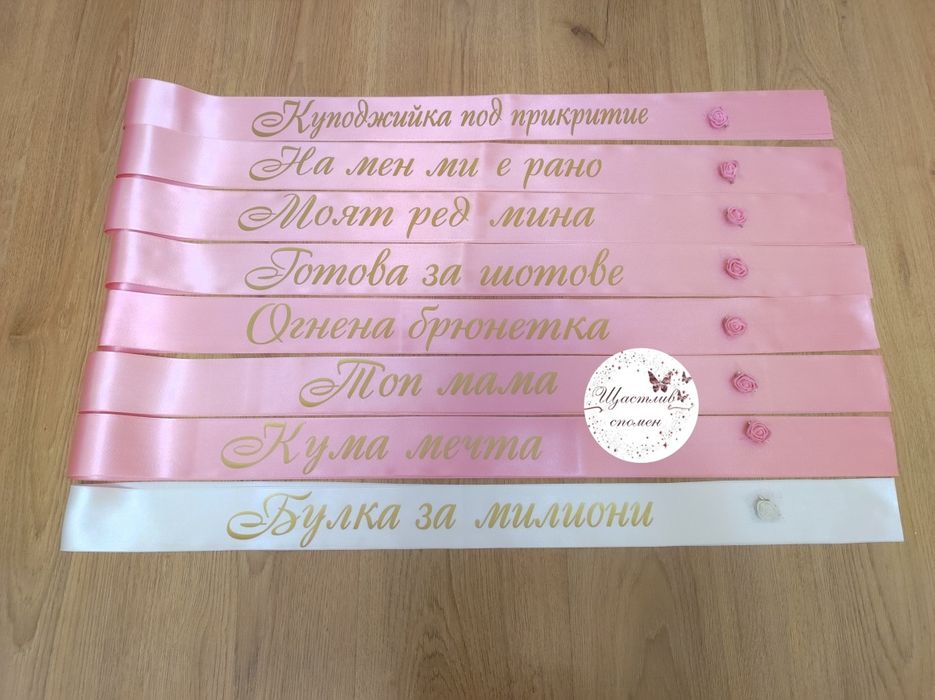 Куподжийка под прикритие
На мен ми е рано
Моят ред мина
Готова за шотове
Огнена брюнетка
Топ мама
Щастлив
спомен
Кума мечта
Булка за милиони